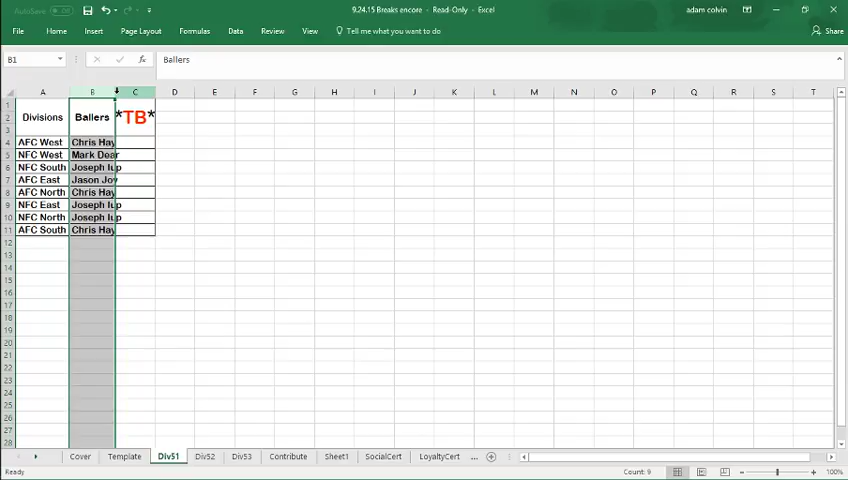 AutoSave Off
9.24.15 Breaks encore - Read-Only - Excel
adam colvin
File Home Insert Page Layout Formulas Data Review View Tell me what you want to do Share
B1 fx Ballers
A B C D E F G H I J K L M N O P Q R S T
1
2 Divisions Ballers *TB*
3
4 AFC West Chris Hay
5 NFC West Mark Dear
6 NFC South Joseph Iup
7 AFC East Jason Joy
8 AFC North Chris Hay
9 NFC East Joseph Iup
10 NFC North Joseph Iup
11 AFC South Chris Hay
12
13
14
15
16
17
18
19
20
21
22
23
24
25
26
27
28
Cover Template Div51 Div52 Div53 Contribute Sheet1 SocialCert LoyaltyCert ...
Ready Count: 9 100%